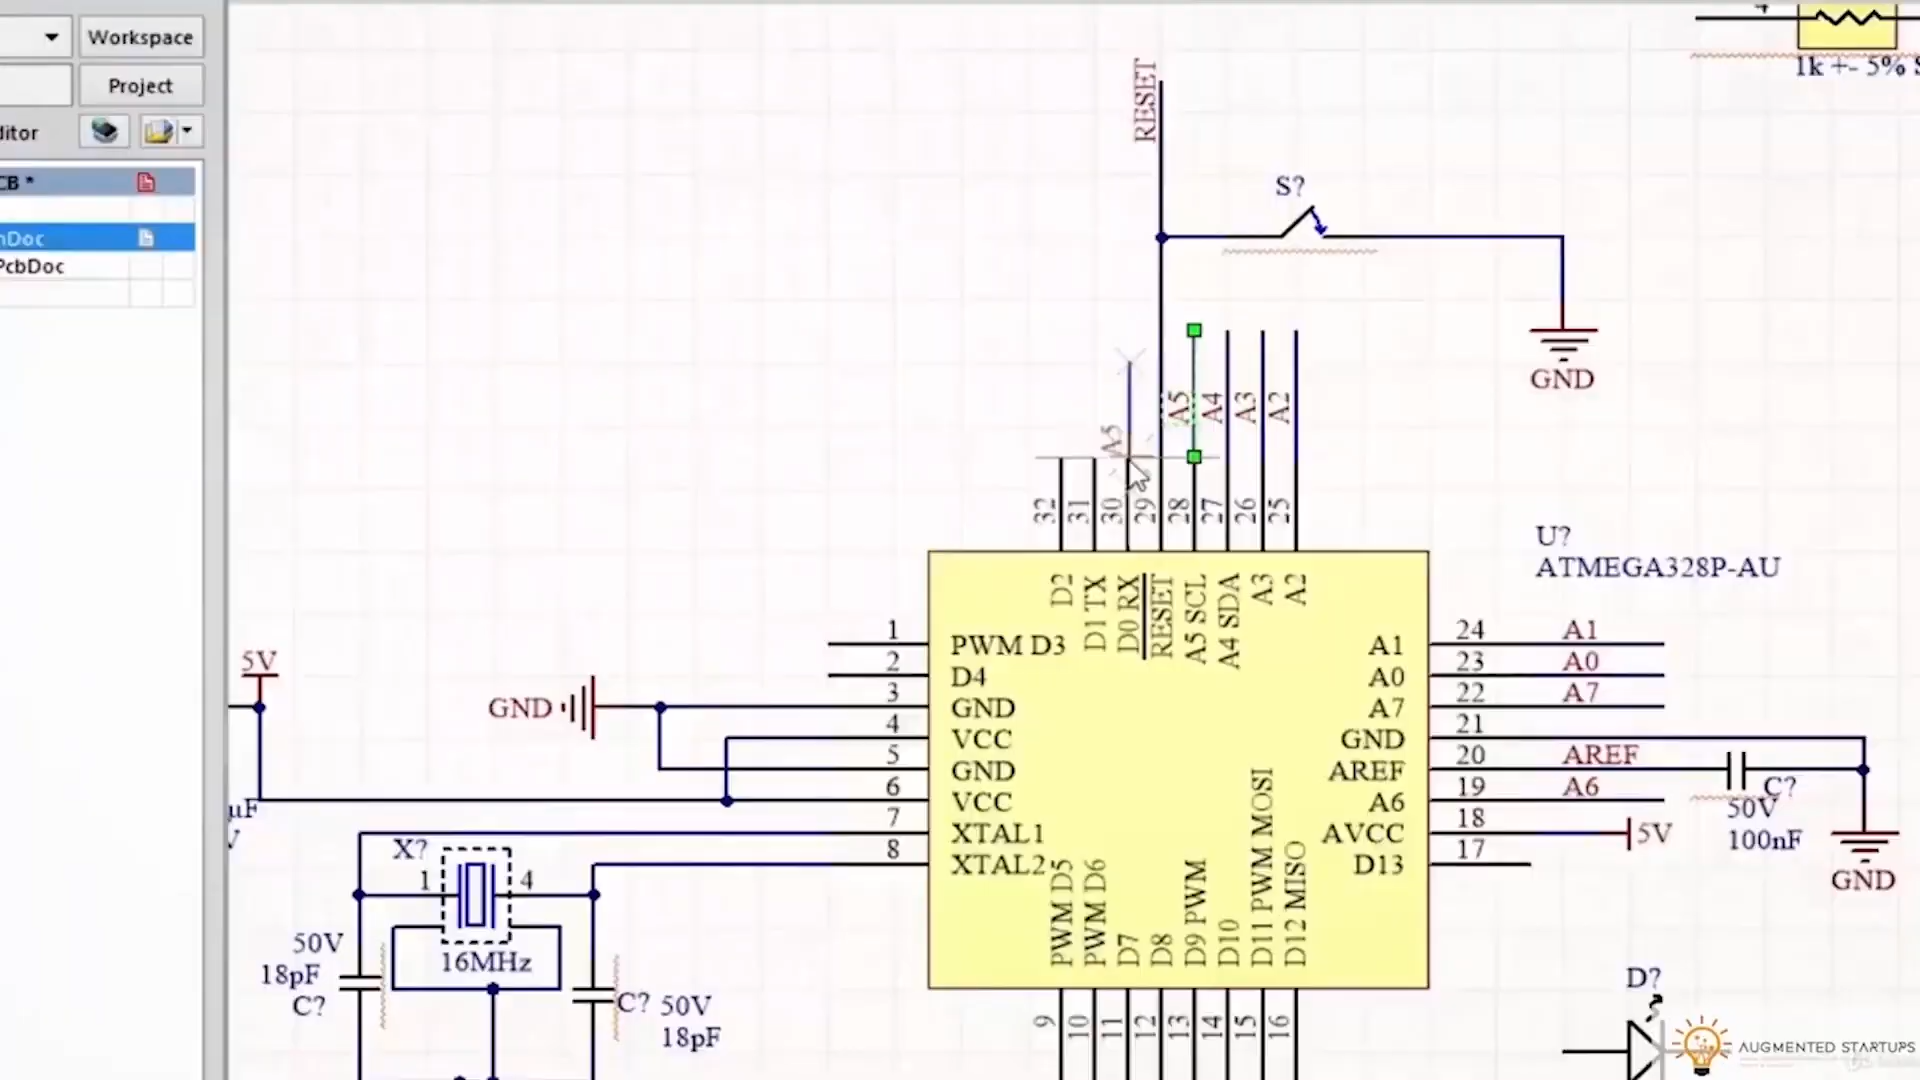 Workspace
Project
ditor
CB *
nDoc
PcbDoc
4
1k +- 5%
RESET
S?
GND
A5
A4
A3
A2
A5
32
31
30
29
28
27
26
25
U?
ATMEGA328P-AU
D2
D1 TX
D0 RX
RESET
A5 SCL
A4 SDA
A3
A2
1 PWM D3
2 D4
3 GND
4 VCC
5 GND
6 VCC
7 XTAL1
8 XTAL2
A1 24 A1
A0 23 A0
A7 22 A7
GND 21
AREF 20 AREF
A6 19 A6
AVCC 18 5V
D13 17
C?
50V
100nF
GND
5V
GND
µF
V
X?
1
4
16MHz
50V
18pF
C?
C?
50V
18pF
PWM D5
PWM D6
D7
D8
D9 PWM
D10
D11 PWM MOSI
D12 MISO
9
10
11
12
13
14
15
16
D?
AUGMENTED STARTUPS